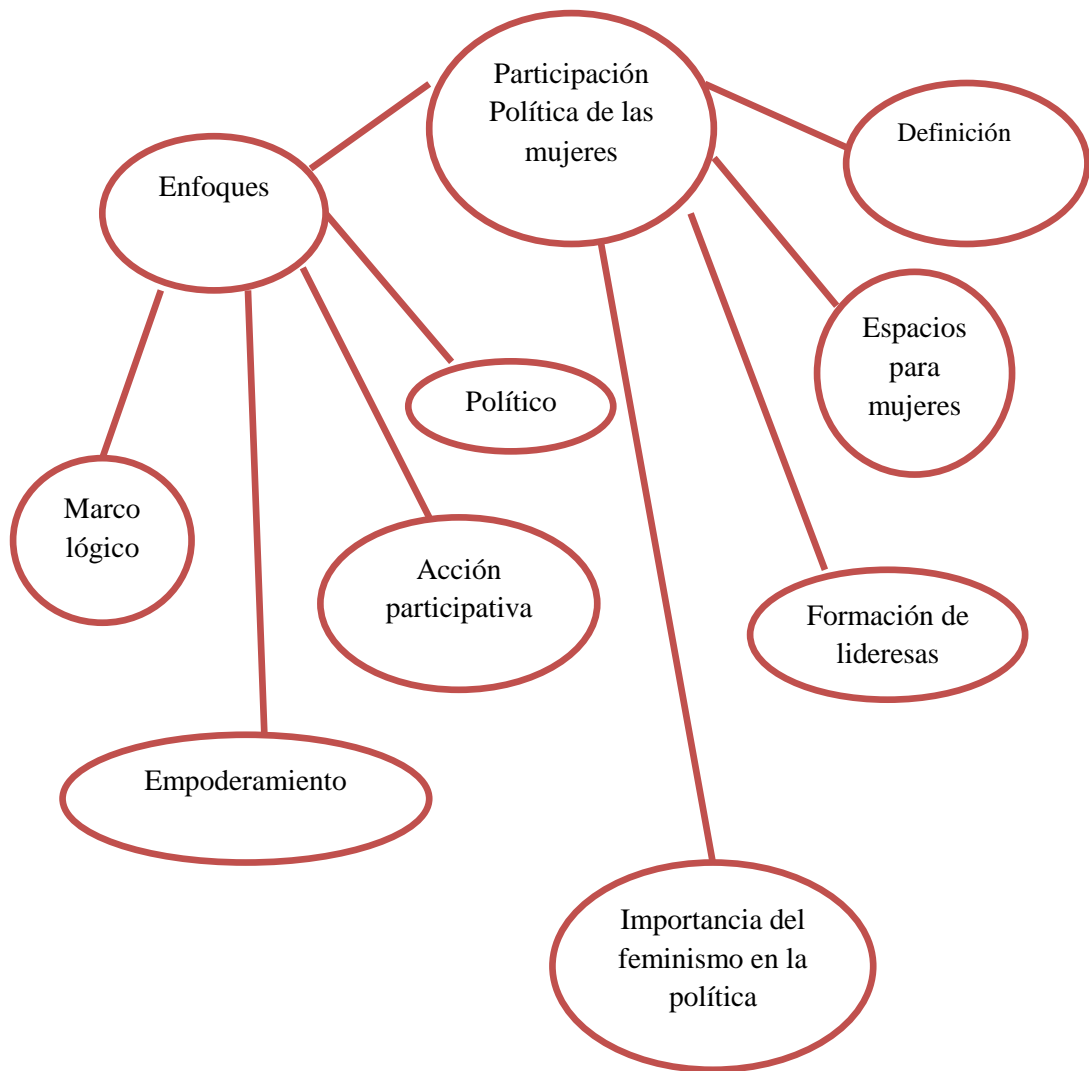 Participación
Política de las
mujeres
Definición
Enfoques
Espacios
para
mujeres
Político
Marco
lógico
Acción
participativa
Formación de
lideresas
Empoderamiento
Importancia del
feminismo en la
política